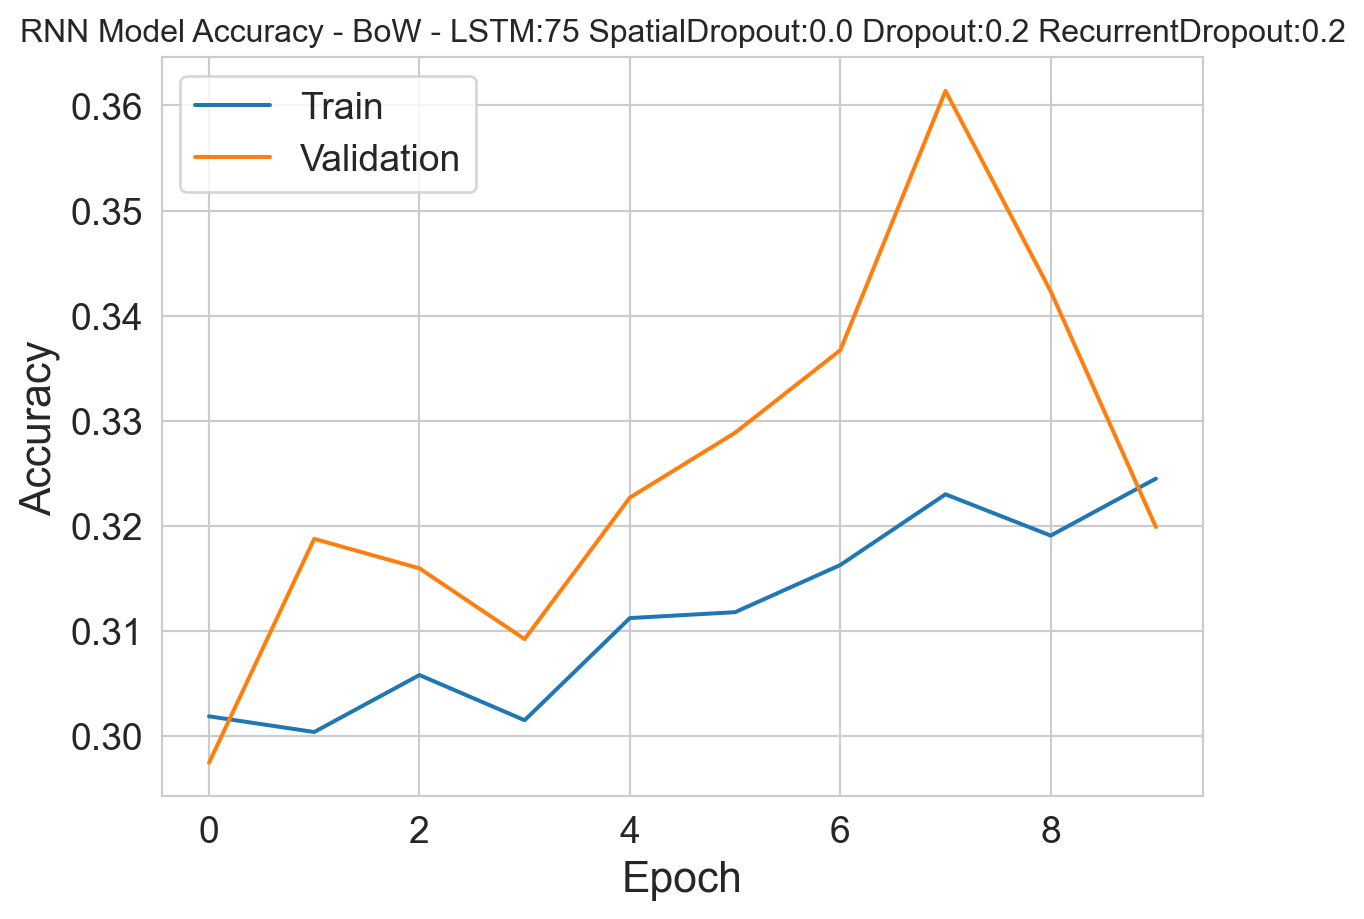 RNN Model Accuracy - BoW - LSTM:75 SpatialDropout:0.0 Dropout:0.2 RecurrentDropout:0.2
Train
Validation
0.36
0.35
0.34
0.33
0.32
0.31
0.30
Accuracy
0 2 4 6 8
Epoch